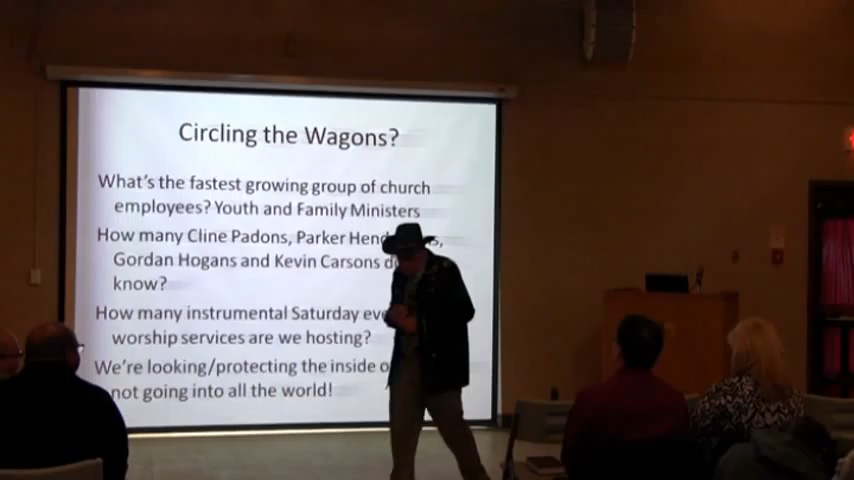 Circling the Wagons?
What's the fastest growing group of church
employees? Youth and Family Ministers
How many Cline Padons, Parker Hend s,
Gordan Hogans and Kevin Carsons d
know?
How many instrumental Saturday eve
worship services are we hosting?
We're looking/protecting the inside o
not going into all the world!